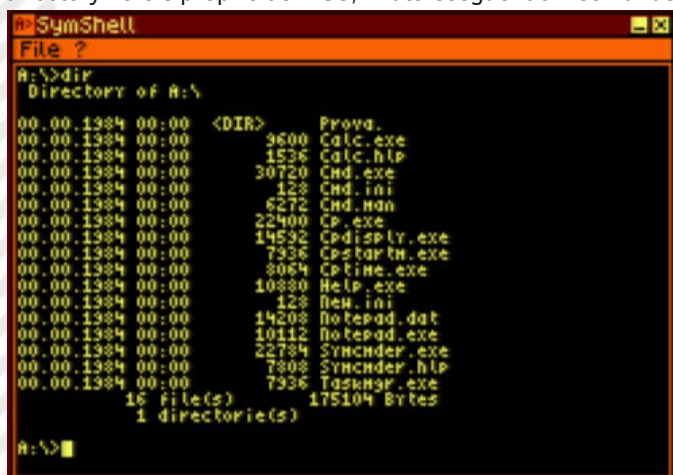 SymShell
File ?
A:\>dir
Directory of A:\
00.00.1984 00:00 <DIR> Prova.
00.00.1984 00:00 9600 Calc.exe
00.00.1984 00:00 1536 Calc.hlp
00.00.1984 00:00 30720 Cmd.exe
00.00.1984 00:00 128 Cmd.ini
00.00.1984 00:00 6272 Cmd.man
00.00.1984 00:00 22400 Cp.exe
00.00.1984 00:00 14592 Cpdisply.exe
00.00.1984 00:00 7936 Cpstartm.exe
00.00.1984 00:00 8064 Cptime.exe
00.00.1984 00:00 10880 Help.exe
00.00.1984 00:00 128 New.ini
00.00.1984 00:00 14208 Notepad.dat
00.00.1984 00:00 10112 Notepad.exe
00.00.1984 00:00 22784 Symcmder.exe
00.00.1984 00:00 7808 Symcmder.hlp
00.00.1984 00:00 7936 Taskmgr.exe
16 file(s) 175104 Bytes
1 directorie(s)
A:\>